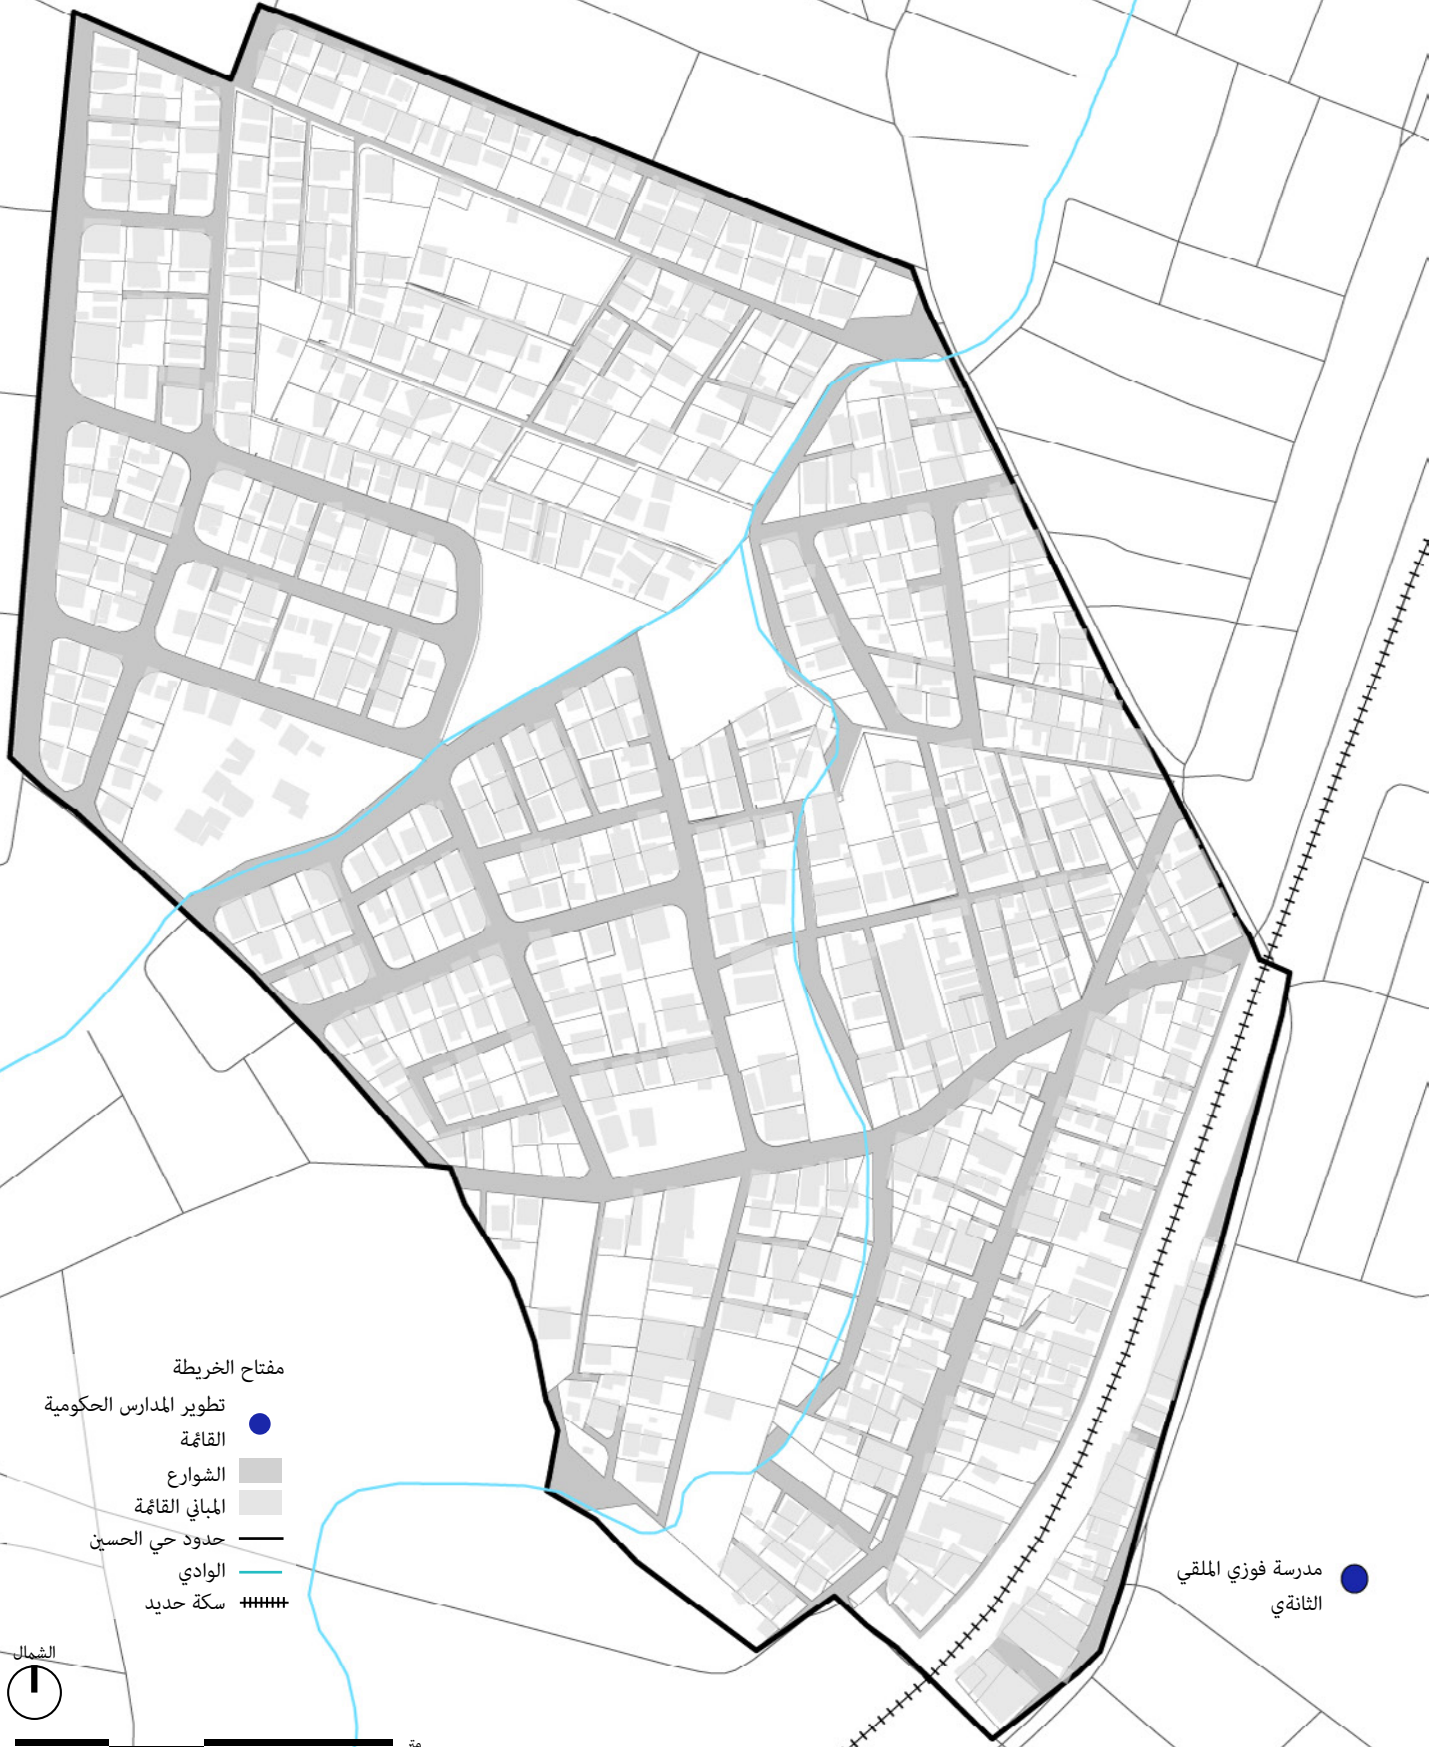 مفتاح الخريطة
تطوير المدارس الحكومية
القائمة
الشوارع
المباني القائمة
حدود حي الحسين
الوادي
سكة حديد
مدرسة فوزي الملقي
الثانةي
الشمال